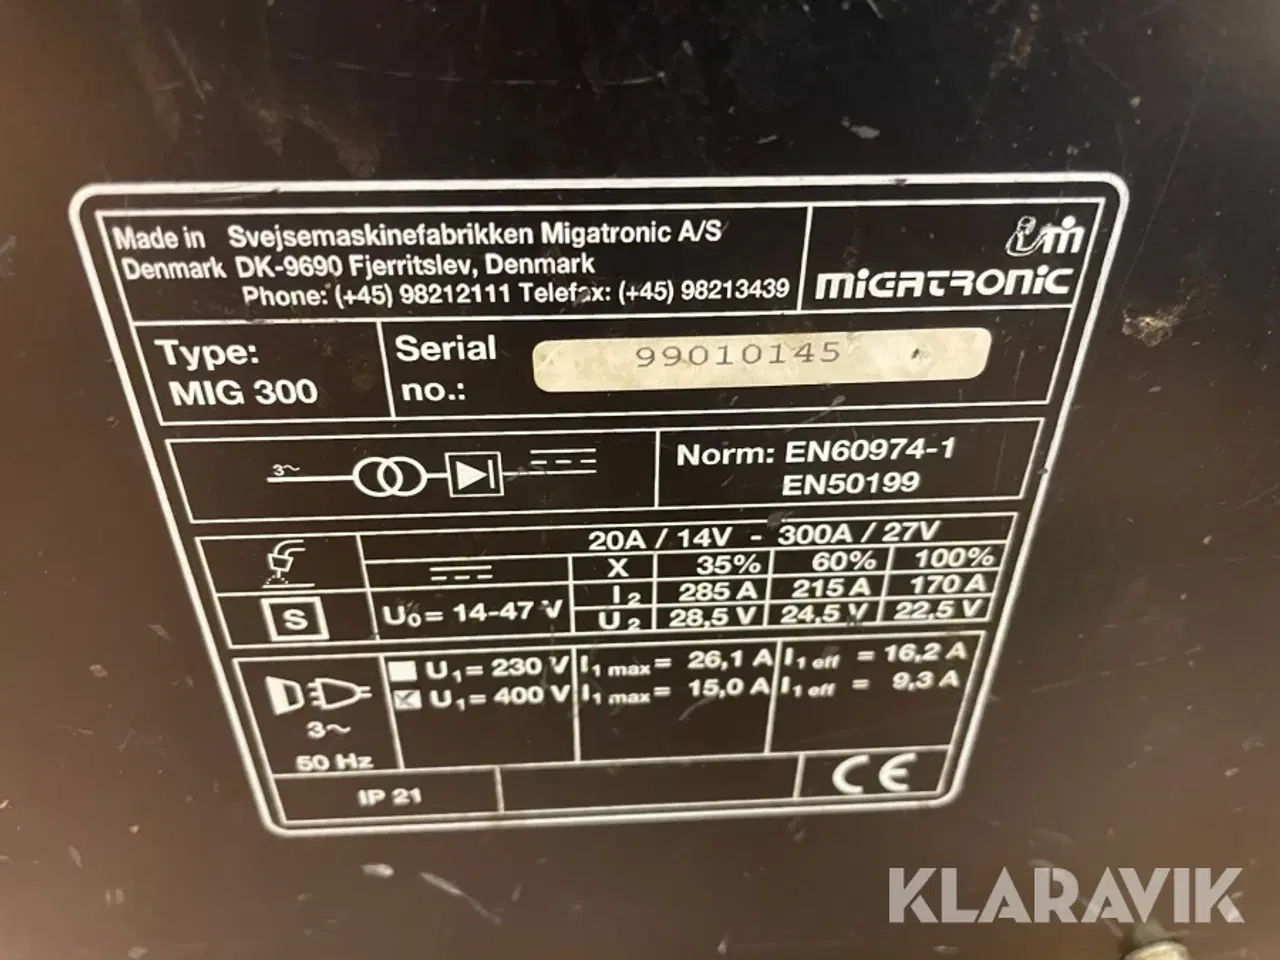 Made in Svejsemaskinefabrikken Migatronic A/S
Denmark DK-9690 Fjerritslev, Denmark
Phone: (+45) 98212111 Telefax: (+45) 98213439
MIGATRONIC
Type:
MIG 300
Serial
no.:
99010145
3~
Norm: EN60974-1
EN50199
20A / 14V - 300A / 27V
X 35% 60% 100%
I2 285 A 215 A 170 A
S U0= 14-47 V U2 28,5 V 24,5 V 22,5 V
U1= 230 V I1 max= 26,1 A I1 eff = 16,2 A
U1= 400 V I1 max= 15,0 A I1 eff = 9,3 A
3~
50 Hz
IP 21
CE
KLARAVIK